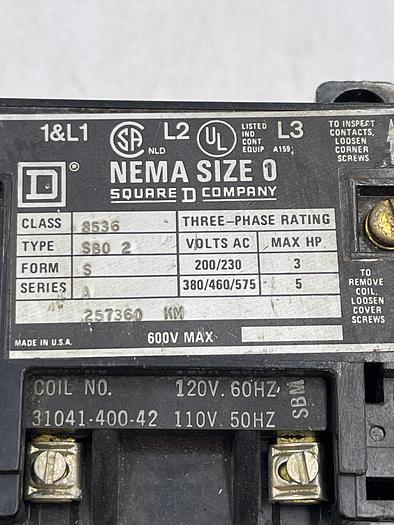 1&L1 SA NLD L2 UL LISTED IND CONT EQUIP A159 L3
TO INSPECT CONTACTS, LOOSEN CORNER SCREWS
D ® NEMA SIZE 0
SQUARE D COMPANY
CLASS 8536 THREE-PHASE RATING
TYPE SBO 2 VOLTS AC MAX HP
FORM S 200/230 3
SERIES A 380/460/575 5
TO REMOVE COIL, LOOSEN COVER SCREWS
257360 KM
MADE IN U.S.A. 600V MAX
COIL NO. 120V. 60HZ
31041-400-42 110V. 50HZ
SBM